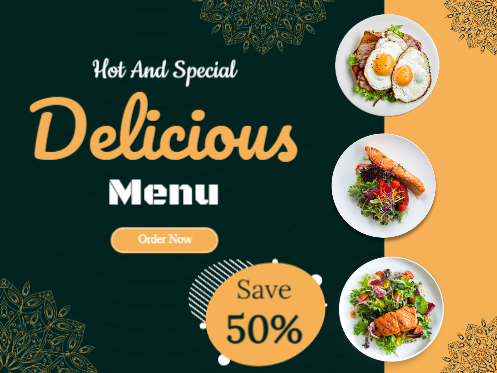 Hot And Special
Delicious
Menu
Order Now
Save
50%